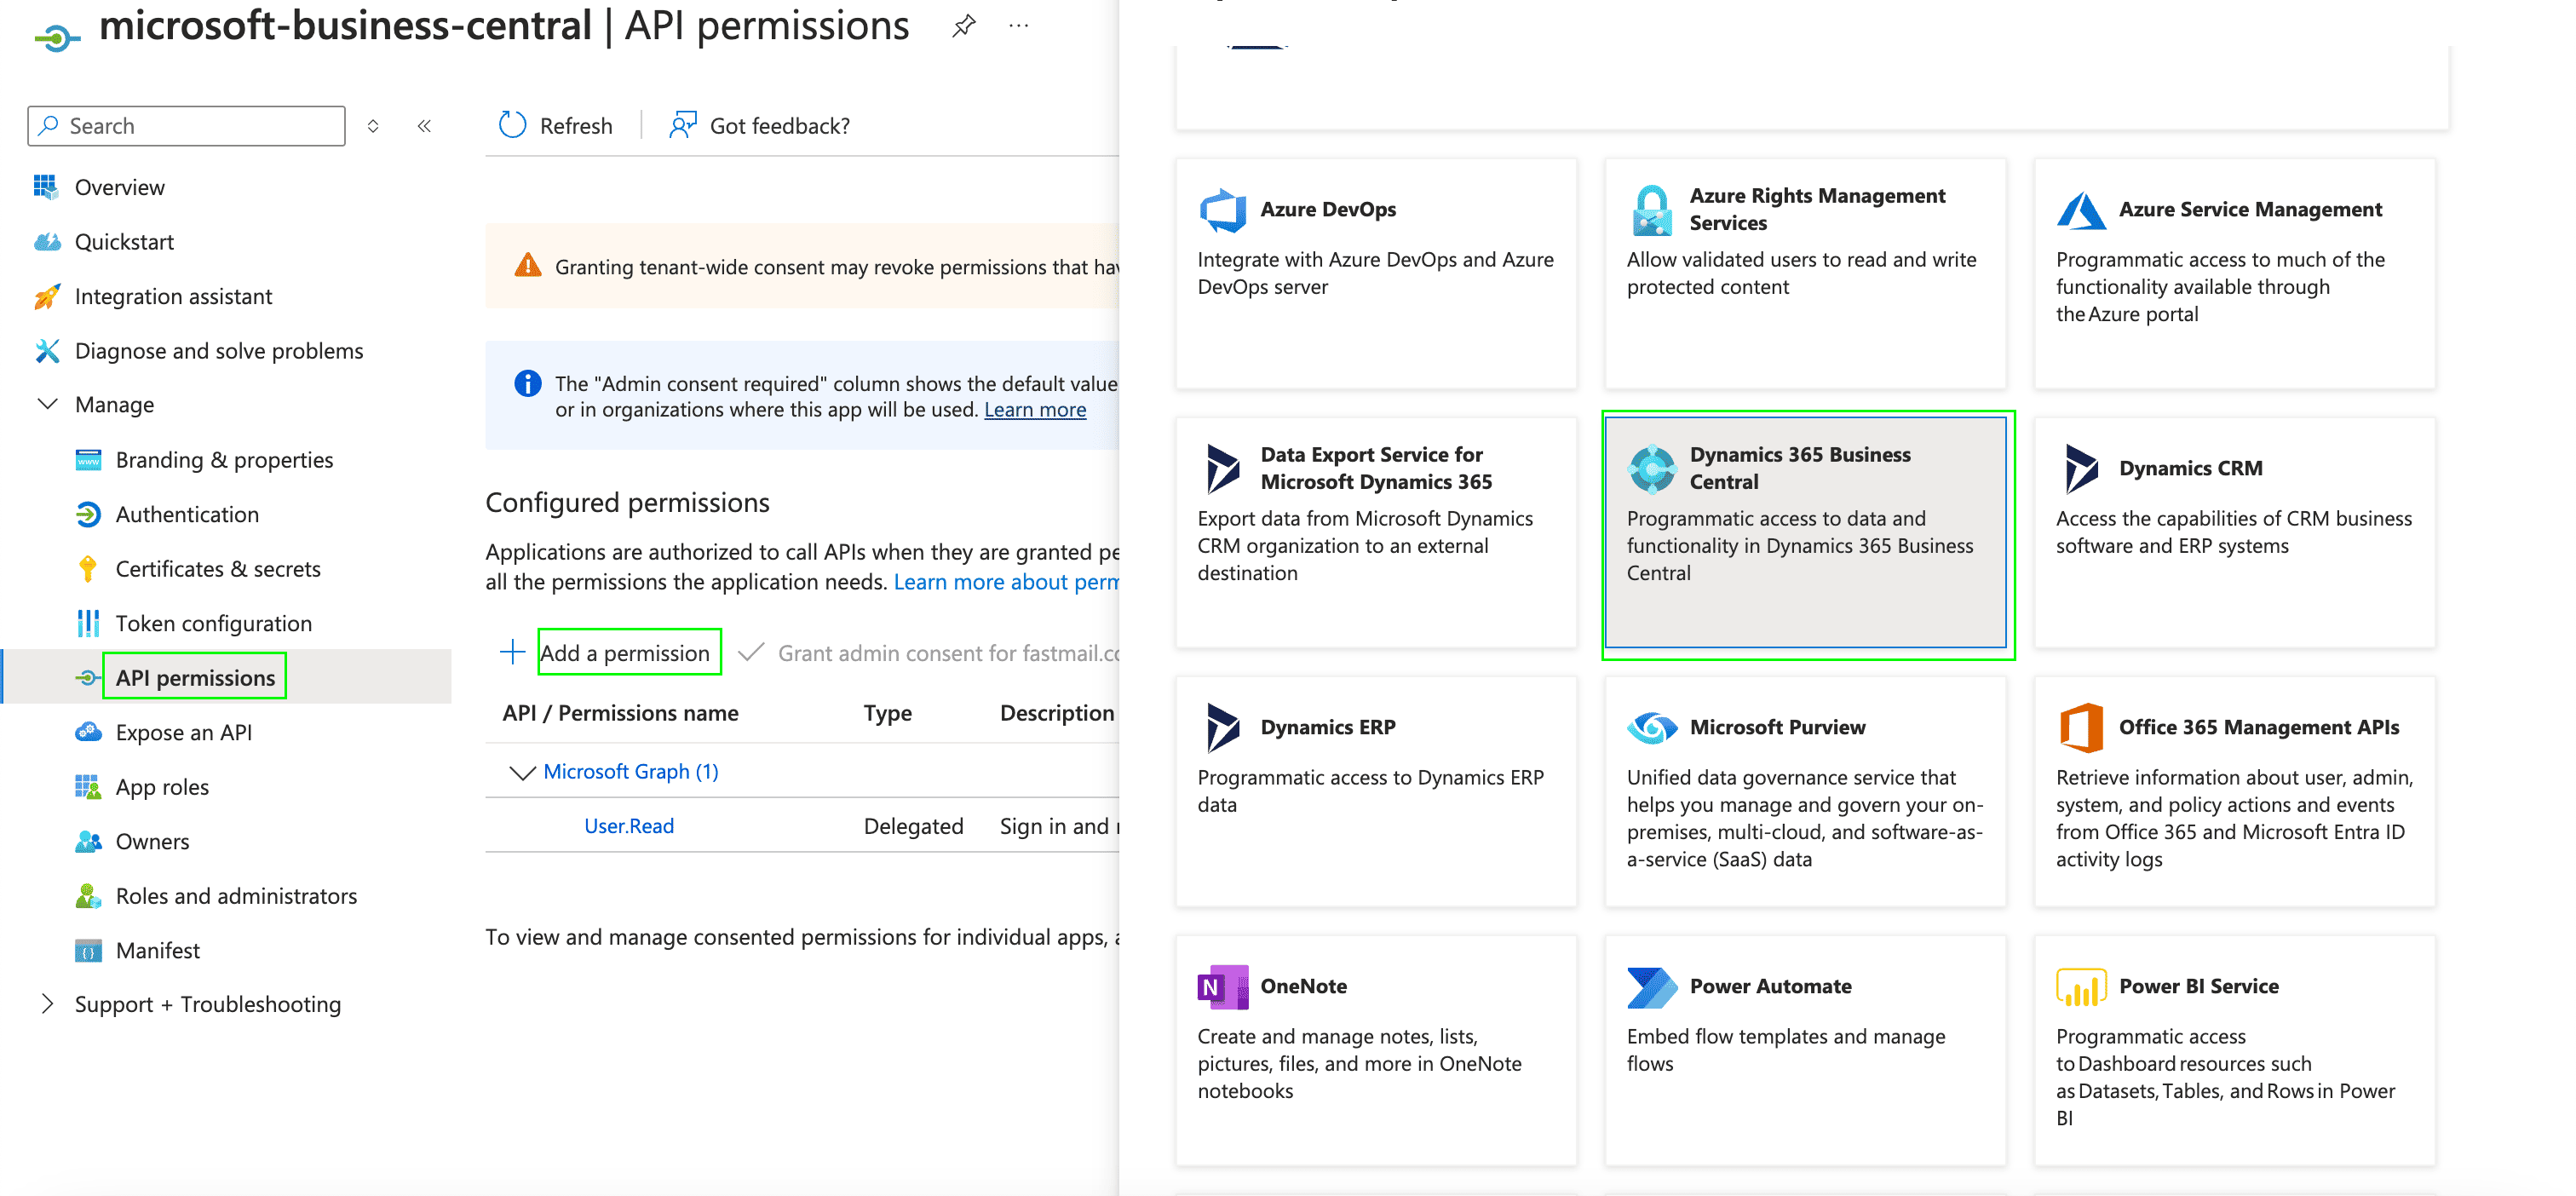 microsoft-business-central | API permissions
Search
Refresh
Got feedback?
Overview
Quickstart
Integration assistant
Diagnose and solve problems
Manage
Branding & properties
Authentication
Certificates & secrets
Token configuration
API permissions
Expose an API
App roles
Owners
Roles and administrators
Manifest
Support + Troubleshooting
Granting tenant-wide consent may revoke permissions that hav
The "Admin consent required" column shows the default value
or in organizations where this app will be used. Learn more
Configured permissions
Applications are authorized to call APIs when they are granted pe
all the permissions the application needs. Learn more about perm
Add a permission
Grant admin consent for fastmail.co
API / Permissions name Type Description
Microsoft Graph (1)
User.Read Delegated Sign in and r
To view and manage consented permissions for individual apps, a
Azure DevOps
Integrate with Azure DevOps and Azure
DevOps server
Azure Rights Management
Services
Allow validated users to read and write
protected content
Azure Service Management
Programmatic access to much of the
functionality available through
the Azure portal
Data Export Service for
Microsoft Dynamics 365
Export data from Microsoft Dynamics
CRM organization to an external
destination
Dynamics 365 Business
Central
Programmatic access to data and
functionality in Dynamics 365 Business
Central
Dynamics CRM
Access the capabilities of CRM business
software and ERP systems
Dynamics ERP
Programmatic access to Dynamics ERP
data
Microsoft Purview
Unified data governance service that
helps you manage and govern your on-
premises, multi-cloud, and software-as-
a-service (SaaS) data
Office 365 Management APIs
Retrieve information about user, admin,
system, and policy actions and events
from Office 365 and Microsoft Entra ID
activity logs
OneNote
Create and manage notes, lists,
pictures, files, and more in OneNote
notebooks
Power Automate
Embed flow templates and manage
flows
Power BI Service
Programmatic access
to Dashboard resources such
as Datasets, Tables, and Rows in Power
BI